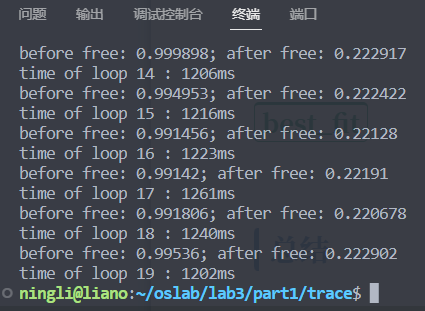 问题 输出 调试控制台 终端 端口
before free: 0.999898; after free: 0.222917
time of loop 14 : 1206ms
before free: 0.994953; after free: 0.222422
time of loop 15 : 1216ms
before free: 0.991456; after free: 0.22128
time of loop 16 : 1223ms
before free: 0.99142; after free: 0.22191
time of loop 17 : 1261ms
before free: 0.991806; after free: 0.220678
time of loop 18 : 1240ms
before free: 0.99536; after free: 0.222902
time of loop 19 : 1202ms
ningli@liano:~/oslab/lab3/part1/trace$
best_fit
总结